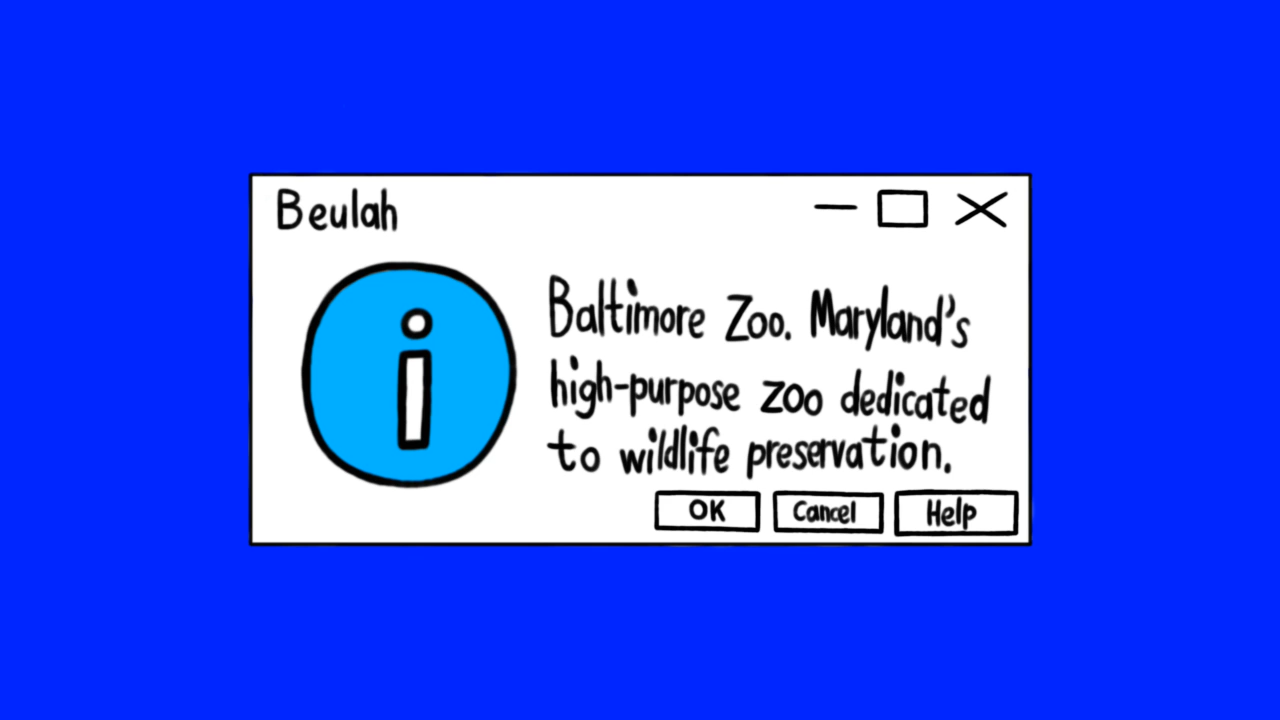 Beulah
i
Baltimore Zoo. Maryland's
high-purpose zoo dedicated
to wildlife preservation.
OK Cancel Help